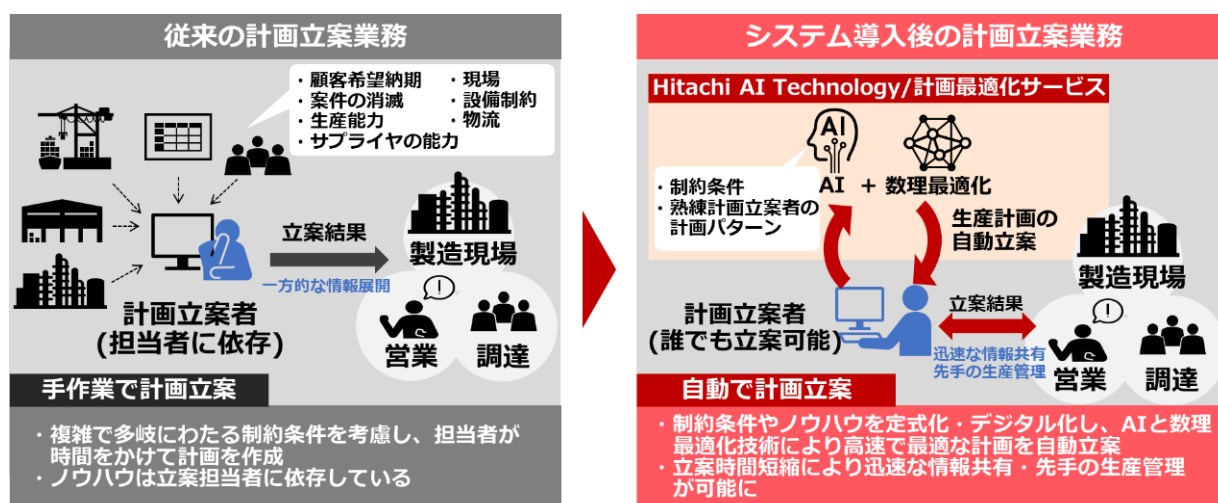 従来の計画立案業務
・顧客希望納期
・案件の消滅
・生産能力
・サプライヤの能力
・現場
・設備制約
・物流
立案結果
一方的な情報展開
計画立案者
(担当者に依存)
製造現場
営業
調達
手作業で計画立案
・複雑で多岐にわたる制約条件を考慮し、担当者が
時間をかけて計画を作成
・ノウハウは立案担当者に依存している
システム導入後の計画立案業務
Hitachi AI Technology/計画最適化サービス
AI
AI + 数理最適化
・制約条件
・熟練計画立案者の
計画パターン
生産計画の
自動立案
計画立案者
(誰でも立案可能)
立案結果
迅速な情報共有
先手の生産管理
製造現場
営業
調達
自動で計画立案
・制約条件やノウハウを定式化・デジタル化し、AIと数理
最適化技術により高速で最適な計画を自動立案
・立案時間短縮により迅速な情報共有・先手の生産管理
が可能に